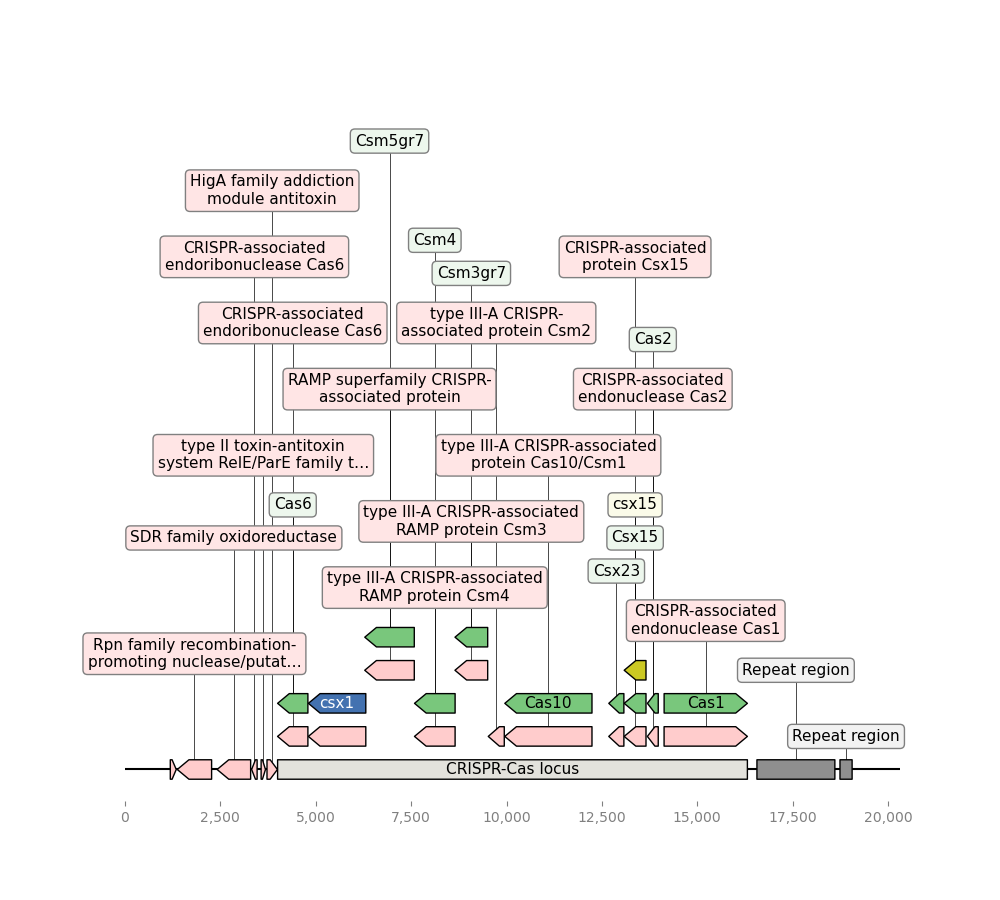 Csm5gr7
HigA family addiction
module antitoxin
Csm4
CRISPR-associated
endoribonuclease Cas6
CRISPR-associated
protein Csx15
Csm3gr7
CRISPR-associated
endoribonuclease Cas6
type III-A CRISPR-
associated protein Csm2
Cas2
RAMP superfamily CRISPR-
associated protein
CRISPR-associated
endonuclease Cas2
type II toxin-antitoxin
system RelE/ParE family t...
type III-A CRISPR-associated
protein Cas10/Csm1
Cas6
csx15
type III-A CRISPR-associated
RAMP protein Csm3
SDR family oxidoreductase
Csx15
Csx23
type III-A CRISPR-associated
RAMP protein Csm4
CRISPR-associated
endonuclease Cas1
Rpn family recombination-
promoting nuclease/putat...
Repeat region
csx1
Cas10
Cas1
Repeat region
CRISPR-Cas locus
0
2,500
5,000
7,500
10,000
12,500
15,000
17,500
20,000